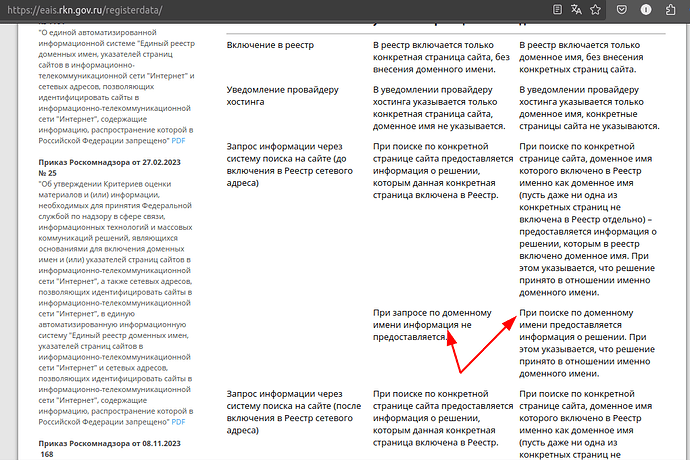 https://eais.rkn.gov.ru/registerdata/
"О единой автоматизированной
информационной системе "Единый реестр
доменных имен, указателей страниц
сайтов в информационно-
телекоммуникационной сети "Интернет" и
сетевых адресов, позволяющих
идентифицировать сайты в
информационно-телекоммуникационной
сети "Интернет", содержащие
информацию, распространение которой в
Российской Федерации запрещено" PDF
Приказ Роскомнадзора от 27.02.2023
№ 25
"Об утверждении Критериев оценки
материалов и (или) информации,
необходимых для принятия Федеральной
службой по надзору в сфере связи,
информационных технологий и массовых
коммуникаций решений, являющихся
основаниями для включения доменных
имен и (или) указателей страниц сайтов в
информационно-телекоммуникационной
сети "Интернет", а также сетевых адресов,
позволяющих идентифицировать сайты в
информационно-телекоммуникационной
сети "Интернет", в единую
автоматизированную информационную
систему "Единый реестр доменных имен,
указателей страниц сайтов в
информационно-телекоммуникационной
сети "Интернет" и сетевых адресов,
позволяющих идентифицировать сайты в
информационно-телекоммуникационной
сети "Интернет", содержащие
информацию, распространение которой в
Российской Федерации запрещено" PDF
Приказ Роскомнадзора от 08.11.2023
168
Включение в реестр
В реестр включается только
конкретная страница сайта, без
внесения доменного имени.
В реестр включается только
доменное имя, без внесения
конкретных страниц сайта.
Уведомление провайдеру
хостинга
В уведомлении провайдеру
хостинга указывается только
конкретная страница сайта,
доменное имя не указывается.
В уведомлении провайдеру
хостинга указывается только
доменное имя, конкретные
страницы сайта не указываются.
Запрос информации через
систему поиска на сайте (до
включения в Реестр сетевого
адреса)
При поиске по конкретной
странице сайта предоставляется
информация о решении,
которым данная конкретная
страница включена в Реестр.
При поиске по конкретной
странице сайта, доменное имя
которого включено в Реестр
именно как доменное имя
(пусть даже ни одна из
конкретных страниц не
включена в Реестр отдельно) –
предоставляется информация о
решении, которым в реестр
включено доменное имя. При
этом указывается, что решение
принято в отношении именно
доменного имени.
При запросе по доменному
имени информация не
предоставляется.
При поиске по доменному
имени предоставляется
информация о решении. При
этом указывается, что решение
принято в отношении именно
доменного имени.
Запрос информации через
систему поиска на сайте (после
включения в Реестр сетевого
адреса)
При поиске по конкретной
странице сайта предоставляется
информация о решении,
которым данная конкретная
страница включена в Реестр.
При поиске по конкретной
странице сайта, доменное имя
которого включено в Реестр
именно как доменное имя
(пусть даже ни одна из
конкретных страниц не